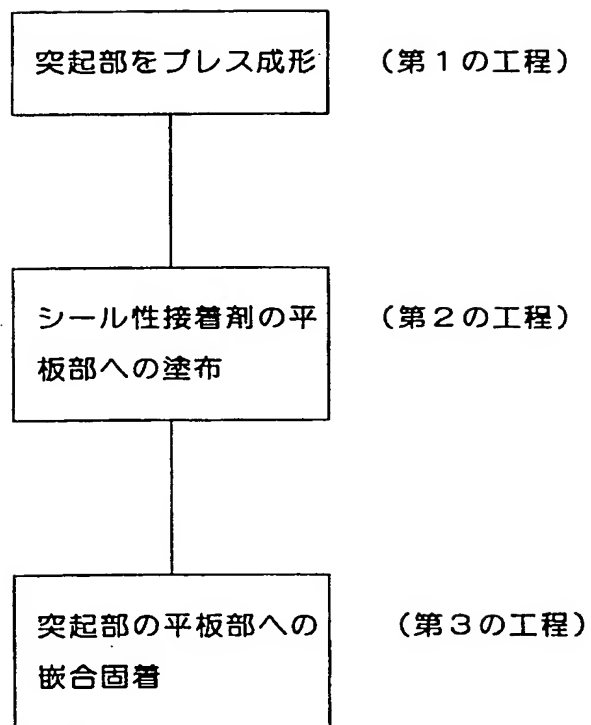 突起部をプレス成形 （第１の工程）
シール性接着剤の平
板部への塗布
（第２の工程）
突起部の平板部への
嵌合固着
（第３の工程）